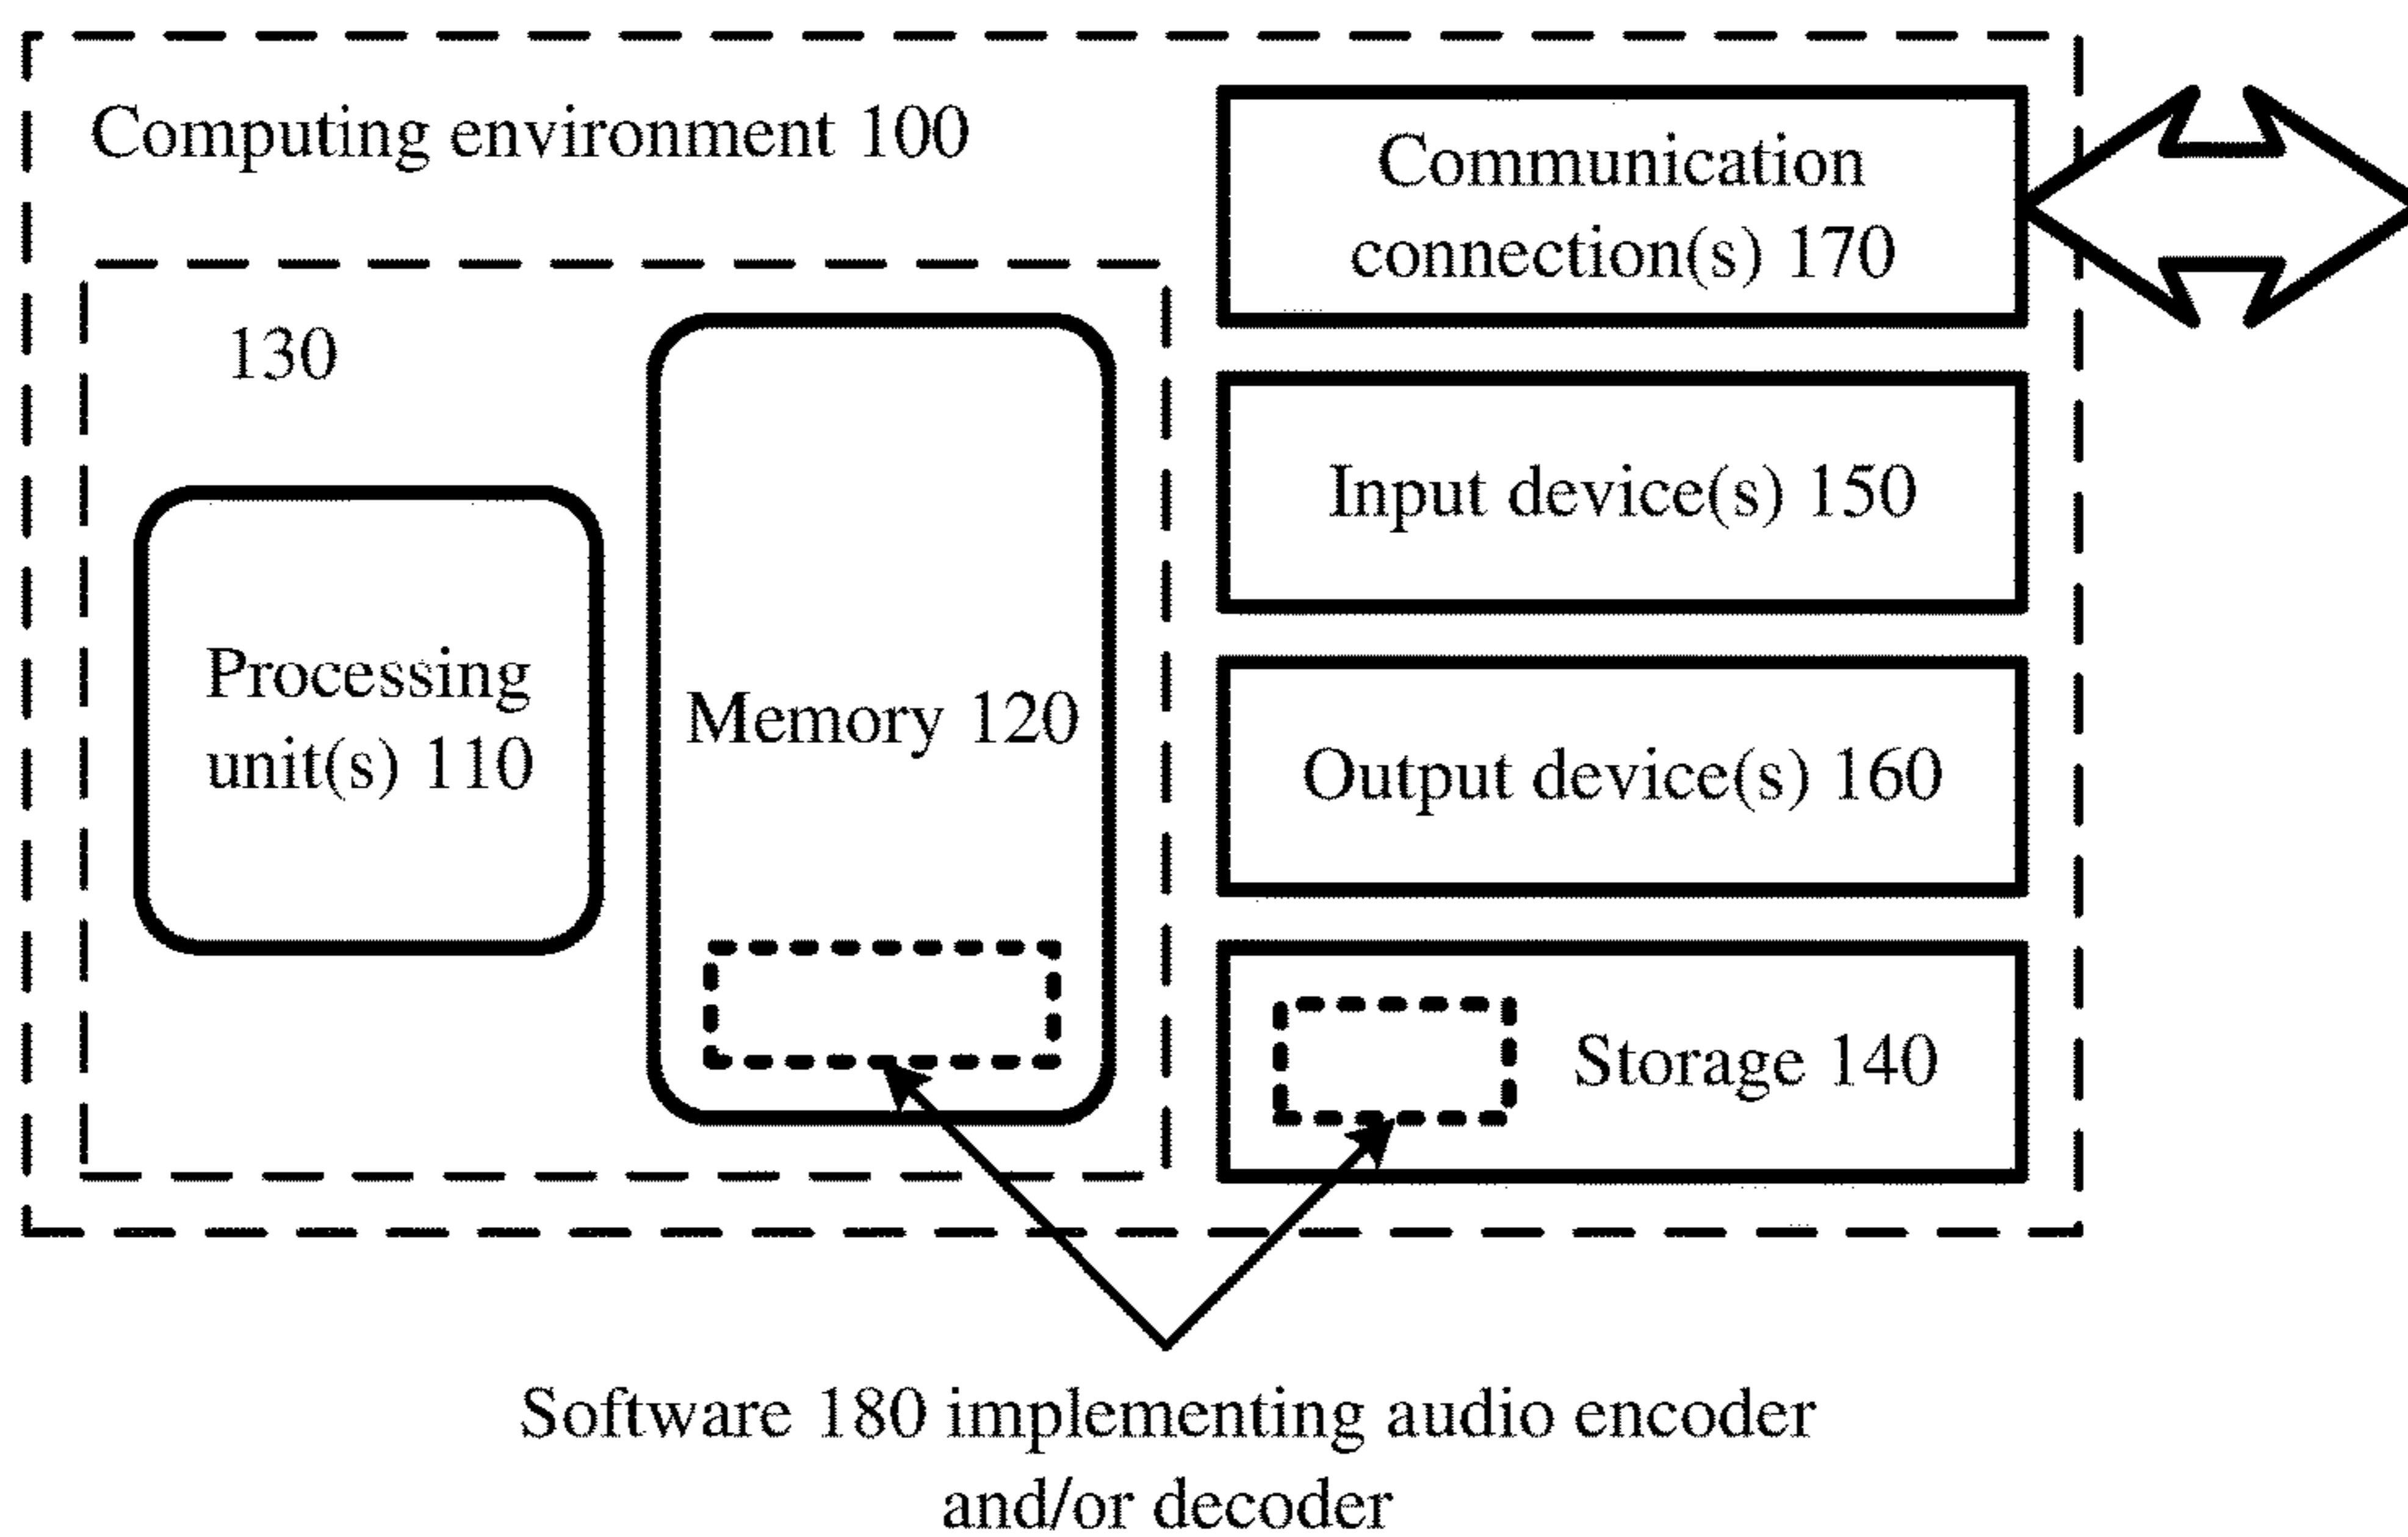 Computing environment 100
130
Processing
unit(s) 110
Memory 120
Communication
connection(s) 170
Input device(s) 150
Output device(s) 160
Storage 140
Software 180 implementing audio encoder
and/or decoder